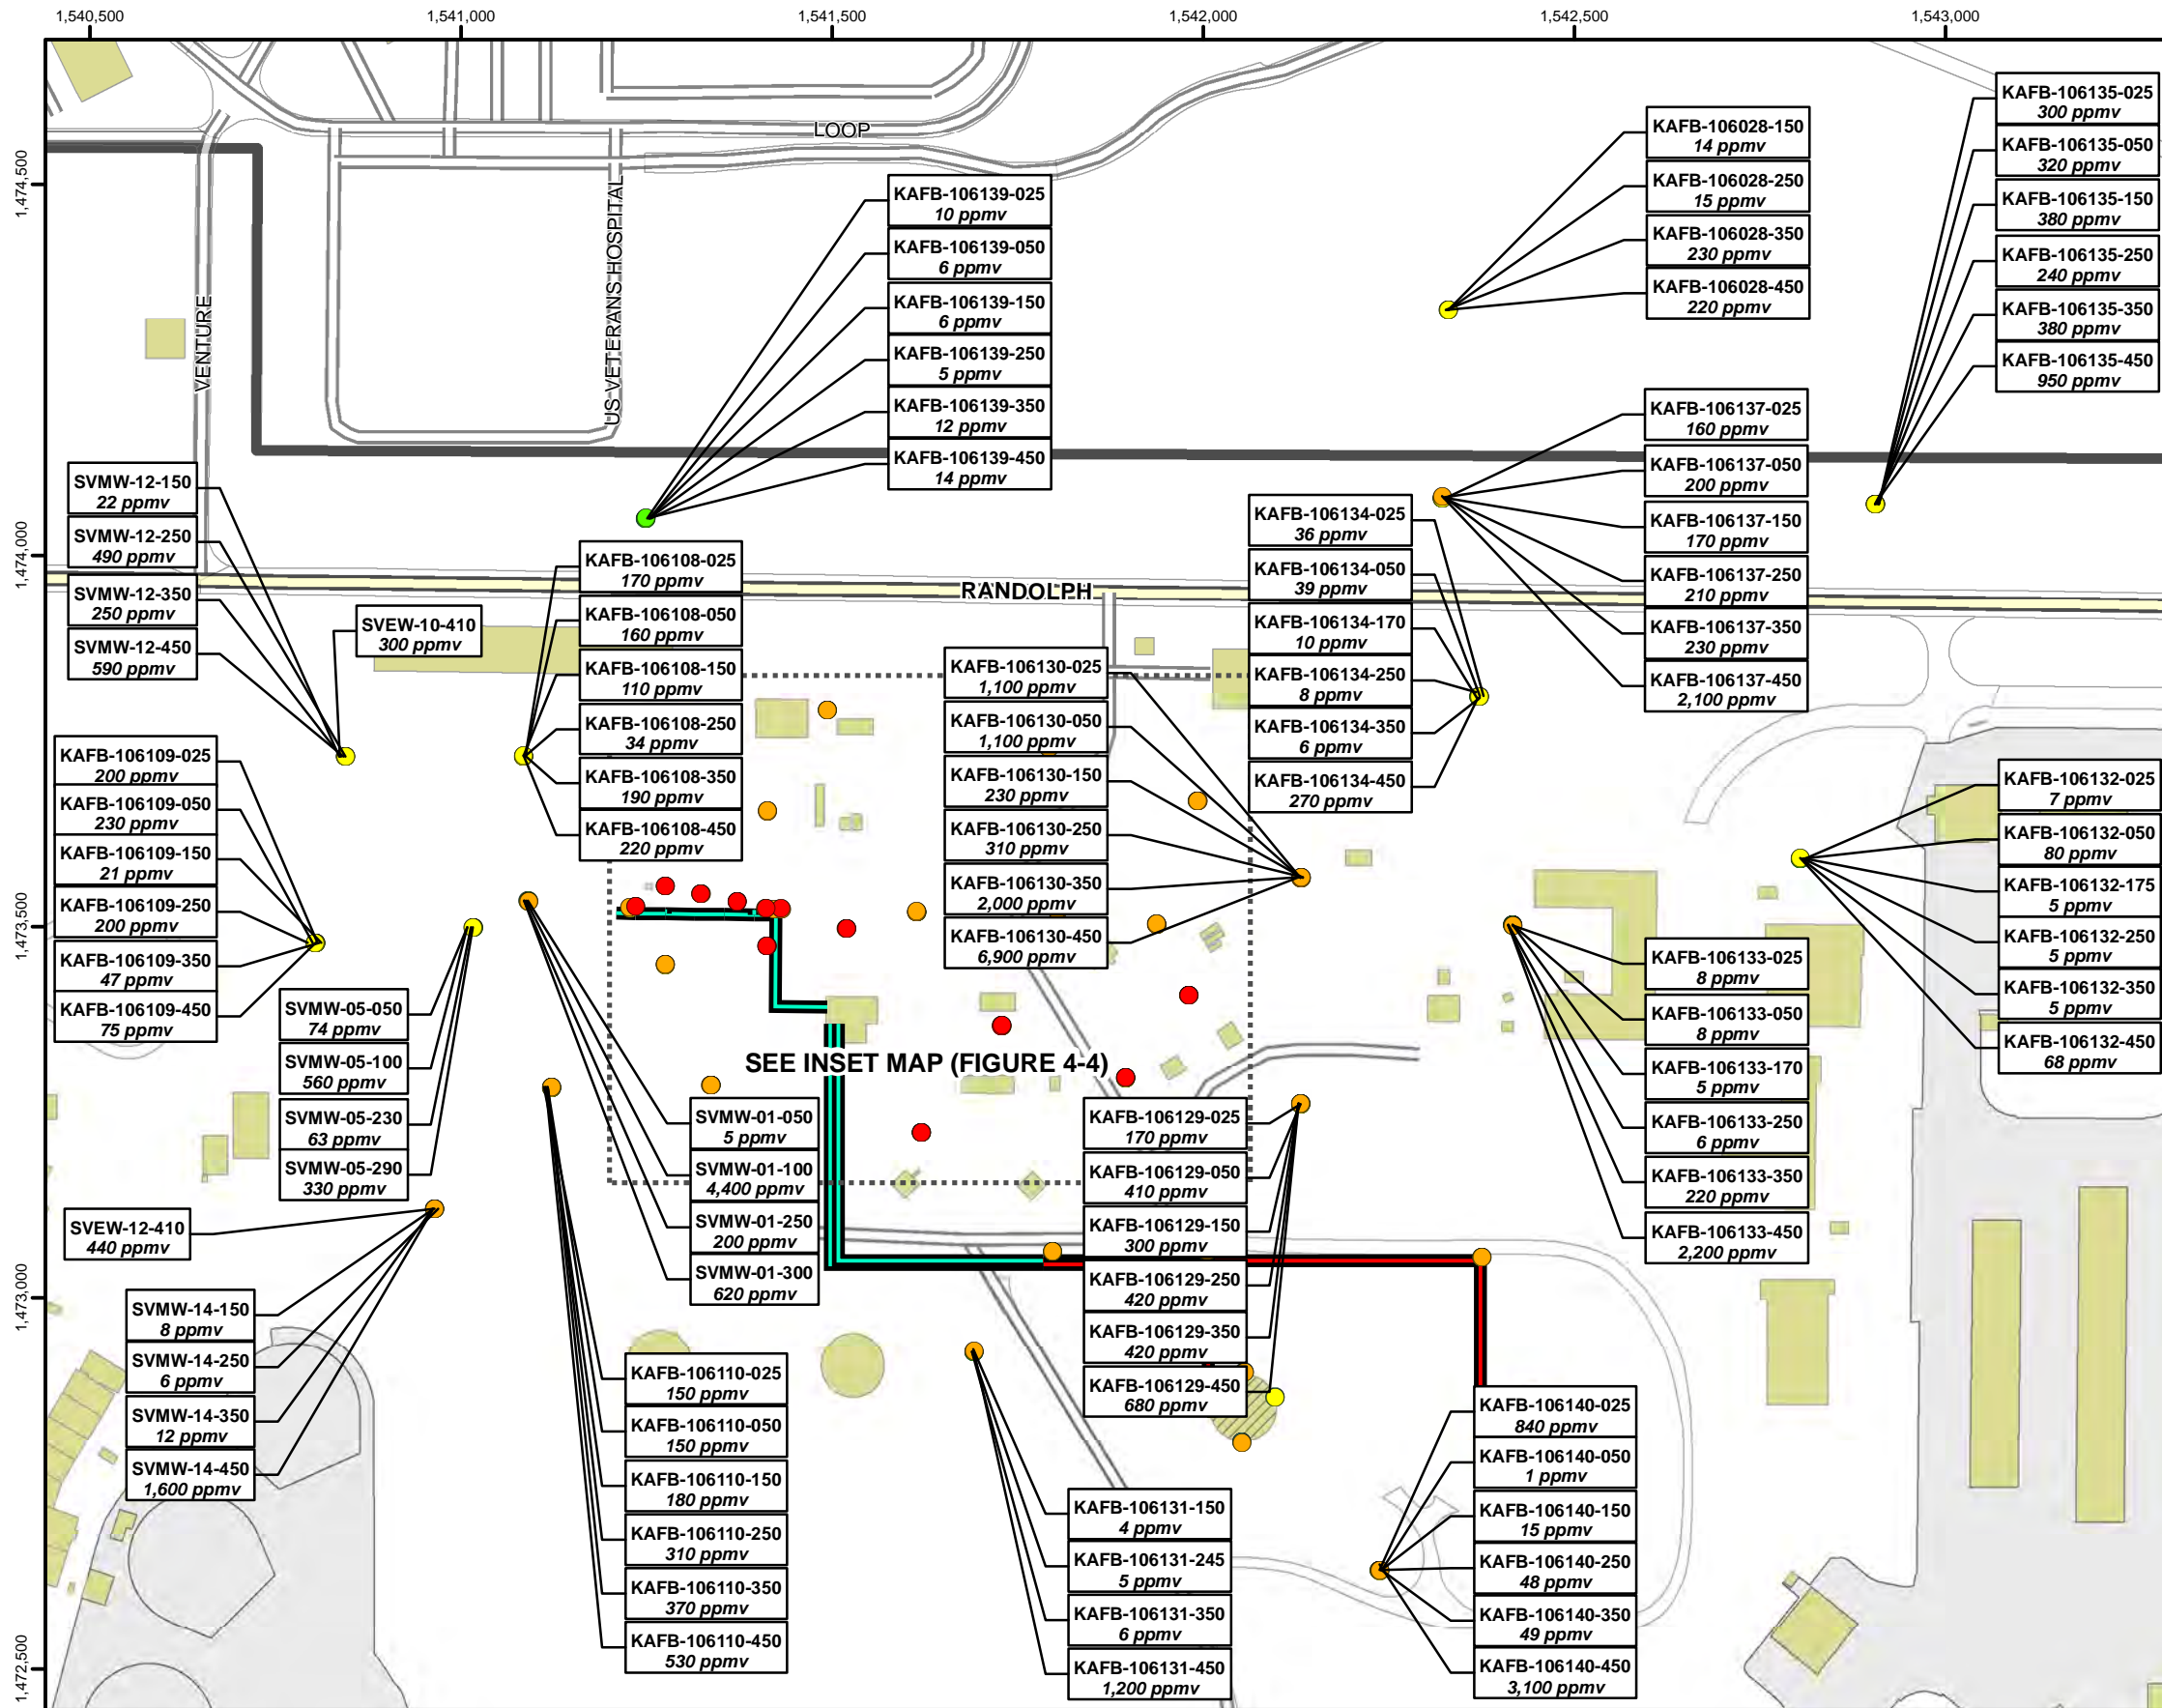 1,540,500
1,541,000
1,541,500
1,542,000
1,542,500
1,543,000
1,474,500
1,474,000
1,473,500
1,473,000
1,472,500
LOOP
VENTURE
US VETERANS HOSPITAL
RANDOLPH
SEE INSET MAP (FIGURE 4-4)
KAFB-106139-025
10 ppmv
KAFB-106139-050
6 ppmv
KAFB-106139-150
6 ppmv
KAFB-106139-250
5 ppmv
KAFB-106139-350
12 ppmv
KAFB-106139-450
14 ppmv
KAFB-106028-150
14 ppmv
KAFB-106028-250
15 ppmv
KAFB-106028-350
230 ppmv
KAFB-106028-450
220 ppmv
KAFB-106135-025
300 ppmv
KAFB-106135-050
320 ppmv
KAFB-106135-150
380 ppmv
KAFB-106135-250
240 ppmv
KAFB-106135-350
380 ppmv
KAFB-106135-450
950 ppmv
KAFB-106137-025
160 ppmv
KAFB-106137-050
200 ppmv
KAFB-106137-150
170 ppmv
KAFB-106137-250
210 ppmv
KAFB-106137-350
230 ppmv
KAFB-106137-450
2,100 ppmv
SVMW-12-150
22 ppmv
SVMW-12-250
490 ppmv
SVMW-12-350
250 ppmv
SVMW-12-450
590 ppmv
SVEW-10-410
300 ppmv
KAFB-106108-025
170 ppmv
KAFB-106108-050
160 ppmv
KAFB-106108-150
110 ppmv
KAFB-106108-250
34 ppmv
KAFB-106108-350
190 ppmv
KAFB-106108-450
220 ppmv
KAFB-106134-025
36 ppmv
KAFB-106134-050
39 ppmv
KAFB-106134-170
10 ppmv
KAFB-106134-250
8 ppmv
KAFB-106134-350
6 ppmv
KAFB-106134-450
270 ppmv
KAFB-106130-025
1,100 ppmv
KAFB-106130-050
1,100 ppmv
KAFB-106130-150
230 ppmv
KAFB-106130-250
310 ppmv
KAFB-106130-350
2,000 ppmv
KAFB-106130-450
6,900 ppmv
KAFB-106109-025
200 ppmv
KAFB-106109-050
230 ppmv
KAFB-106109-150
21 ppmv
KAFB-106109-250
200 ppmv
KAFB-106109-350
47 ppmv
KAFB-106109-450
75 ppmv
KAFB-106132-025
7 ppmv
KAFB-106132-050
80 ppmv
KAFB-106132-175
5 ppmv
KAFB-106132-250
5 ppmv
KAFB-106132-350
5 ppmv
KAFB-106132-450
68 ppmv
SVMW-05-050
74 ppmv
SVMW-05-100
560 ppmv
SVMW-05-230
63 ppmv
SVMW-05-290
330 ppmv
KAFB-106133-025
8 ppmv
KAFB-106133-050
8 ppmv
KAFB-106133-170
5 ppmv
KAFB-106133-250
6 ppmv
KAFB-106133-350
220 ppmv
KAFB-106133-450
2,200 ppmv
SVMW-01-050
5 ppmv
SVMW-01-100
4,400 ppmv
SVMW-01-250
200 ppmv
SVMW-01-300
620 ppmv
KAFB-106129-025
170 ppmv
KAFB-106129-050
410 ppmv
KAFB-106129-150
300 ppmv
KAFB-106129-250
420 ppmv
KAFB-106129-350
420 ppmv
KAFB-106129-450
680 ppmv
SVEW-12-410
440 ppmv
SVMW-14-150
8 ppmv
SVMW-14-250
6 ppmv
SVMW-14-350
12 ppmv
SVMW-14-450
1,600 ppmv
KAFB-106110-025
150 ppmv
KAFB-106110-050
150 ppmv
KAFB-106110-150
180 ppmv
KAFB-106110-250
310 ppmv
KAFB-106110-350
370 ppmv
KAFB-106110-450
530 ppmv
KAFB-106131-150
4 ppmv
KAFB-106131-245
5 ppmv
KAFB-106131-350
6 ppmv
KAFB-106131-450
1,200 ppmv
KAFB-106140-025
840 ppmv
KAFB-106140-050
1 ppmv
KAFB-106140-150
15 ppmv
KAFB-106140-250
48 ppmv
KAFB-106140-350
49 ppmv
KAFB-106140-450
3,100 ppmv